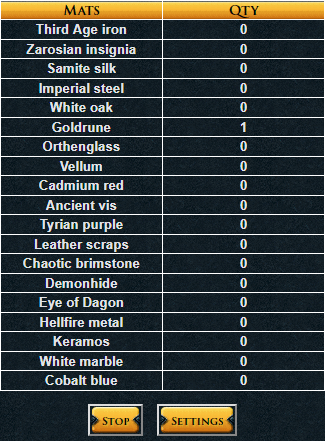 Mats Qty
Third Age iron 0
Zarosian insignia 0
Samite silk 0
Imperial steel 0
White oak 0
Goldrune 1
Orthenglass 0
Vellum 0
Cadmium red 0
Ancient vis 0
Tyrian purple 0
Leather scraps 0
Chaotic brimstone 0
Demonhide 0
Eye of Dagon 0
Hellfire metal 0
Keramos 0
White marble 0
Cobalt blue 0
Stop Settings